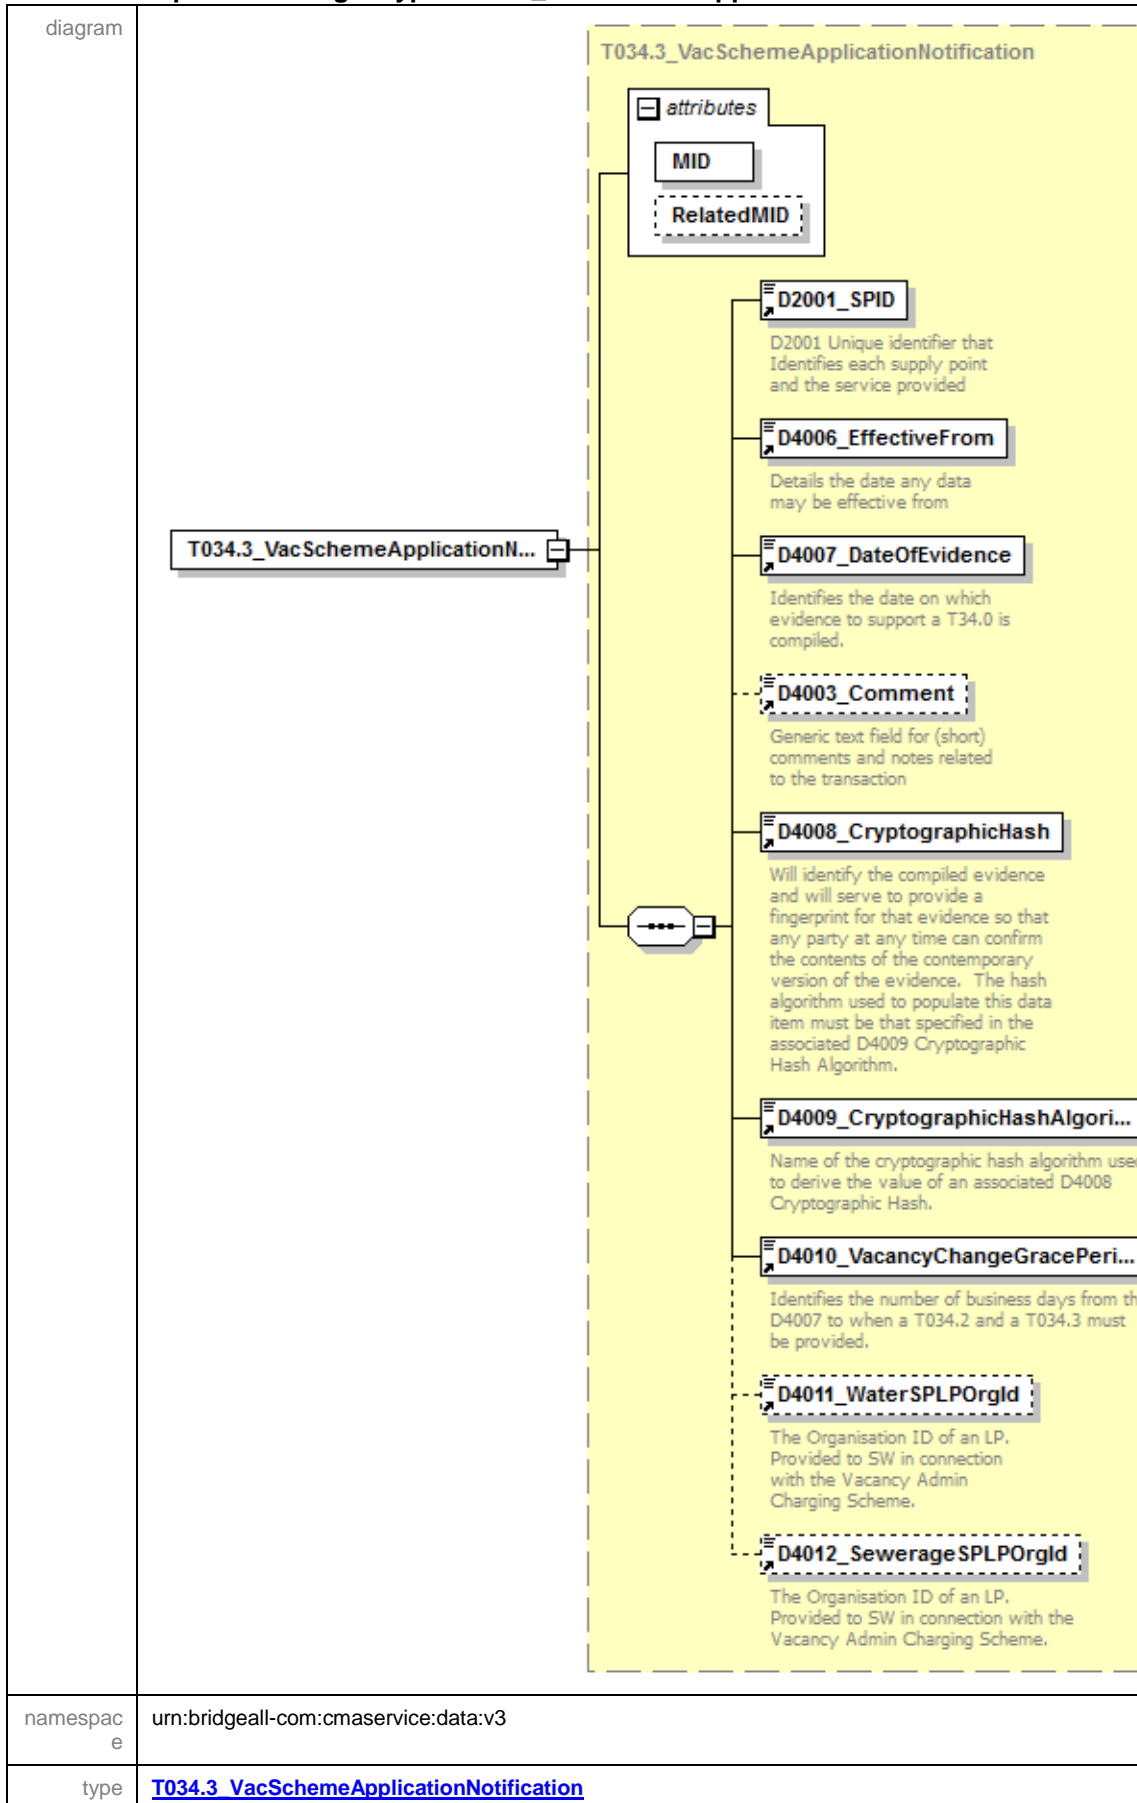 diagram
T034.3_VacSchemeApplicationNotification
attributes
MID
RelatedMID
D2001_SPID
D2001 Unique identifier that
Identifies each supply point
and the service provided
D4006_EffectiveFrom
Details the date any data
may be effective from
T034.3_VacSchemeApplicationN...
D4007_DateOfEvidence
Identifies the date on which
evidence to support a T34.0 is
compiled.
D4003_Comment
Generic text field for (short)
comments and notes related
to the transaction
D4008_CryptographicHash
Will identify the compiled evidence
and will serve to provide a
fingerprint for that evidence so that
any party at any time can confirm
the contents of the contemporary
version of the evidence. The hash
algorithm used to populate this data
item must be that specified in the
associated D4009 Cryptographic
Hash Algorithm.
D4009_CryptographicHashAlgori...
Name of the cryptographic hash algorithm
to derive the value of an associated D4008
Cryptographic Hash.
D4010_VacancyChangeGracePeri...
Identifies the number of business days from
D4007 to when a T034.2 and a T034.3 must
be provided.
D4011_WaterSPLPOrgId
The Organisation ID of an LP.
Provided to SW in connection
with the Vacancy Admin
Charging Scheme.
D4012_SewerageSPLPOrgId
The Organisation ID of an LP.
Provided to SW in connection with the
Vacancy Admin Charging Scheme.
namespac
e
urn:bridgeall-com:cmaservice:data:v3
type
T034.3_VacSchemeApplicationNotification